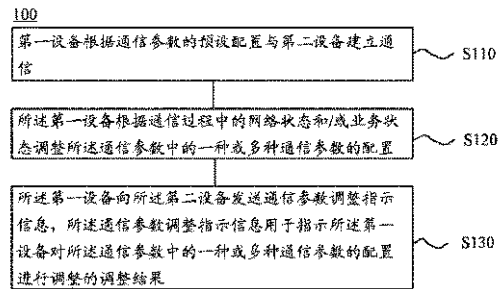 100
第一设备根据通信参数的预设配置与第二设备建立通
信
S110
所述第一设备根据通信过程中的网络状态和/或业务状
态调整所述通信参数中的一种或多种通信参数的配置
S120
所述第一设备向所述第二设备发送通信参数调整指示
信息，所述通信参数调整指示信息用于指示所述第一
设备对所述通信参数中的一种或多种通信参数的配置
进行调整的调整结果
S130